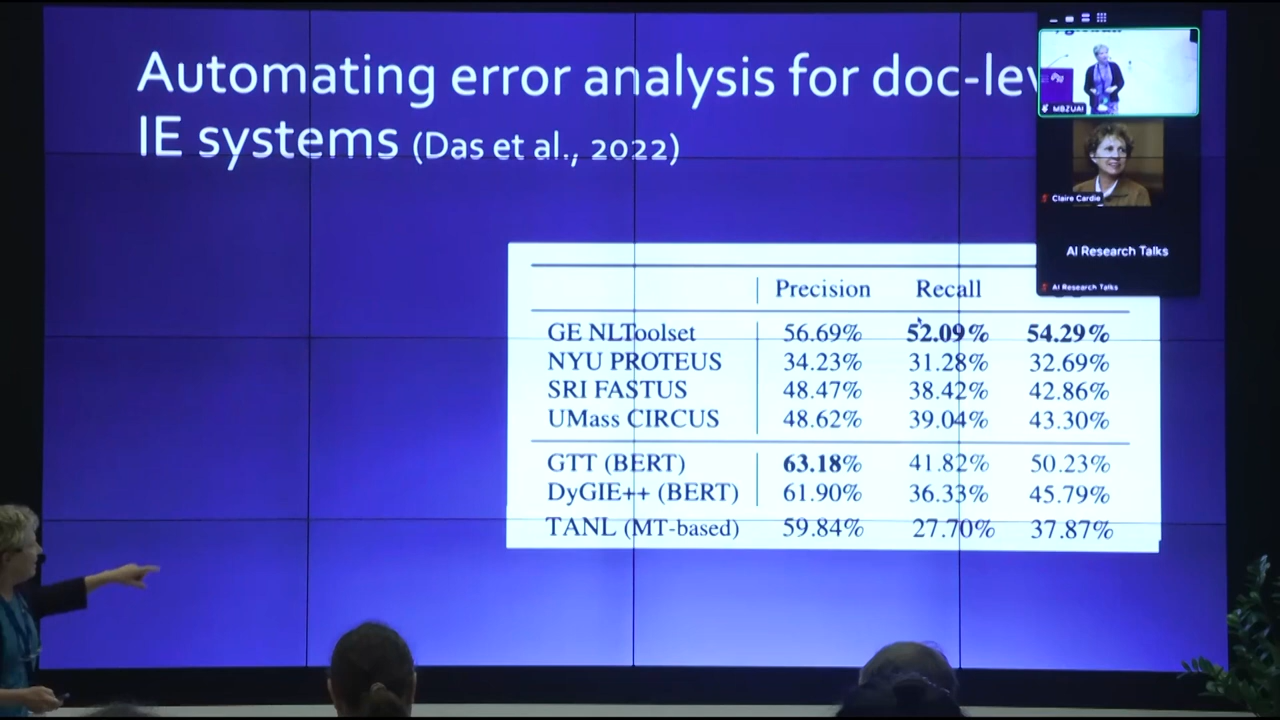 Automating error analysis for doc-lev
IE systems (Das et al., 2022)
MBZUAI
Claire Cardie
AI Research Talks
AI Research Talks
Precision Recall
GE NLToolset 56.69% 52.09% 54.29%
NYU PROTEUS 34.23% 31.28% 32.69%
SRI FASTUS 48.47% 38.42% 42.86%
UMass CIRCUS 48.62% 39.04% 43.30%
GTT (BERT) 63.18% 41.82% 50.23%
DyGIE++ (BERT) 61.90% 36.33% 45.79%
TANL (MT-based) 59.84% 27.70% 37.87%